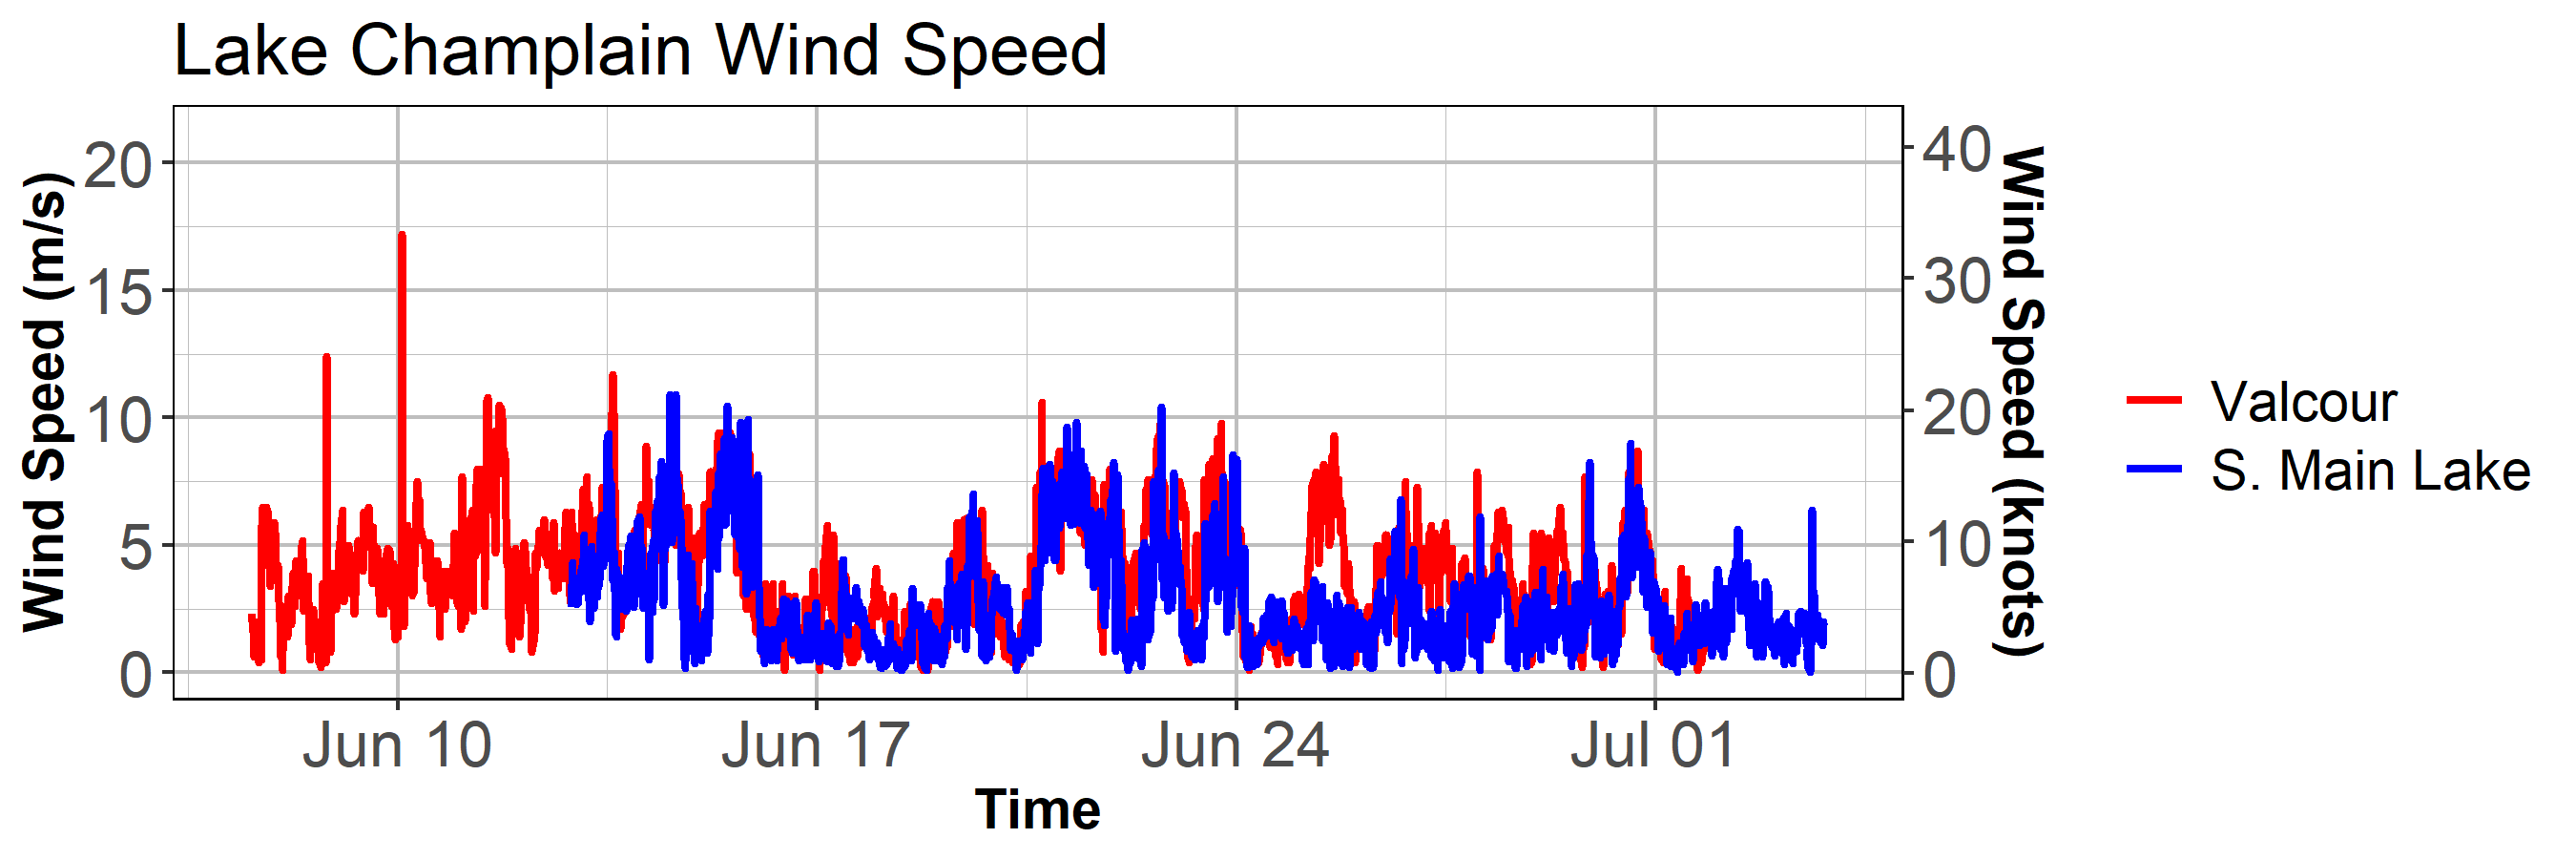 Lake Champlain Wind Speed
Wind Speed (m/s)
20
15
10
5
0
40
30
20
10
0
Wind Speed (knots)
Jun 10
Jun 17
Jun 24
Jul 01
Time
Valcour
S. Main Lake